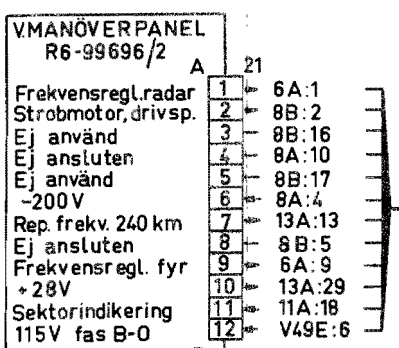 V.MANÖVERPANEL
R6-99696/2
A 21
Frekvensregl.radar 1 6A:1
Strobmotor,drivsp. 2 8B:2
Ej använd 3 8B:16
Ej ansluten 4 8A:10
Ej använd 5 8B:17
-200V 6 8A:4
Rep. frekv. 240 km 7 13A:13
Ej ansluten 8 8B:5
Frekvensregl. fyr 9 6A:9
+28V 10 13A:29
Sektorindikering 11 11A:18
115V fas B-0 12 V49E:6